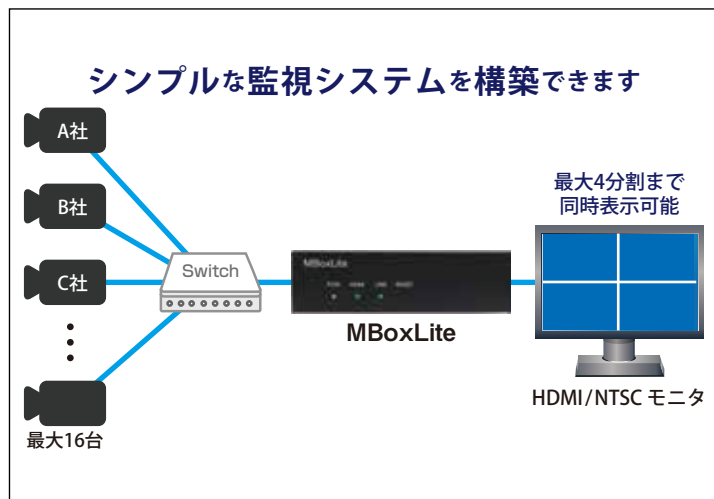 シンプルな監視システムを構築できます
A社
B社
C社
最大16台
Switch
MBoxLite
MBoxLite
最大4分割まで
同時表示可能
HDMI/NTSC モニタ